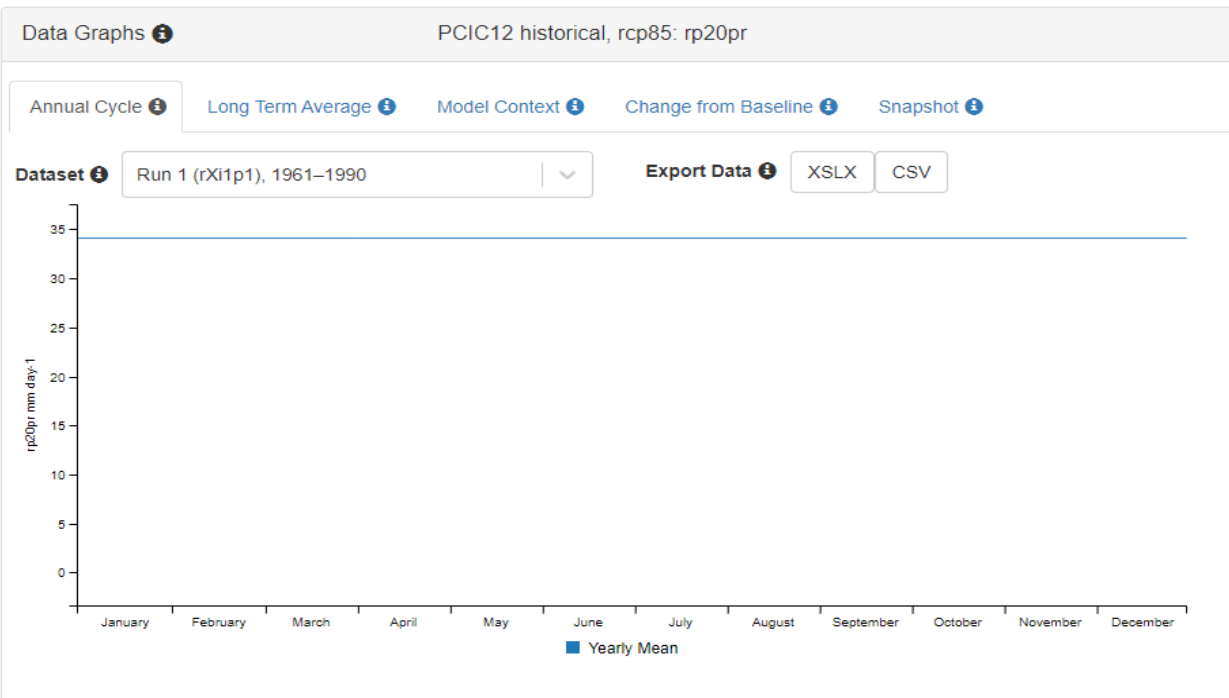 Data Graphs PCIC12 historical, rcp85: rp20pr
Annual Cycle Long Term Average Model Context Change from Baseline Snapshot
Dataset Run 1 (rXi1p1), 1961–1990 Export Data XSLX CSV
35
30
25
20
15
10
5
0
rp20pr mm day-1
January February March April May June July August September October November December
Yearly Mean